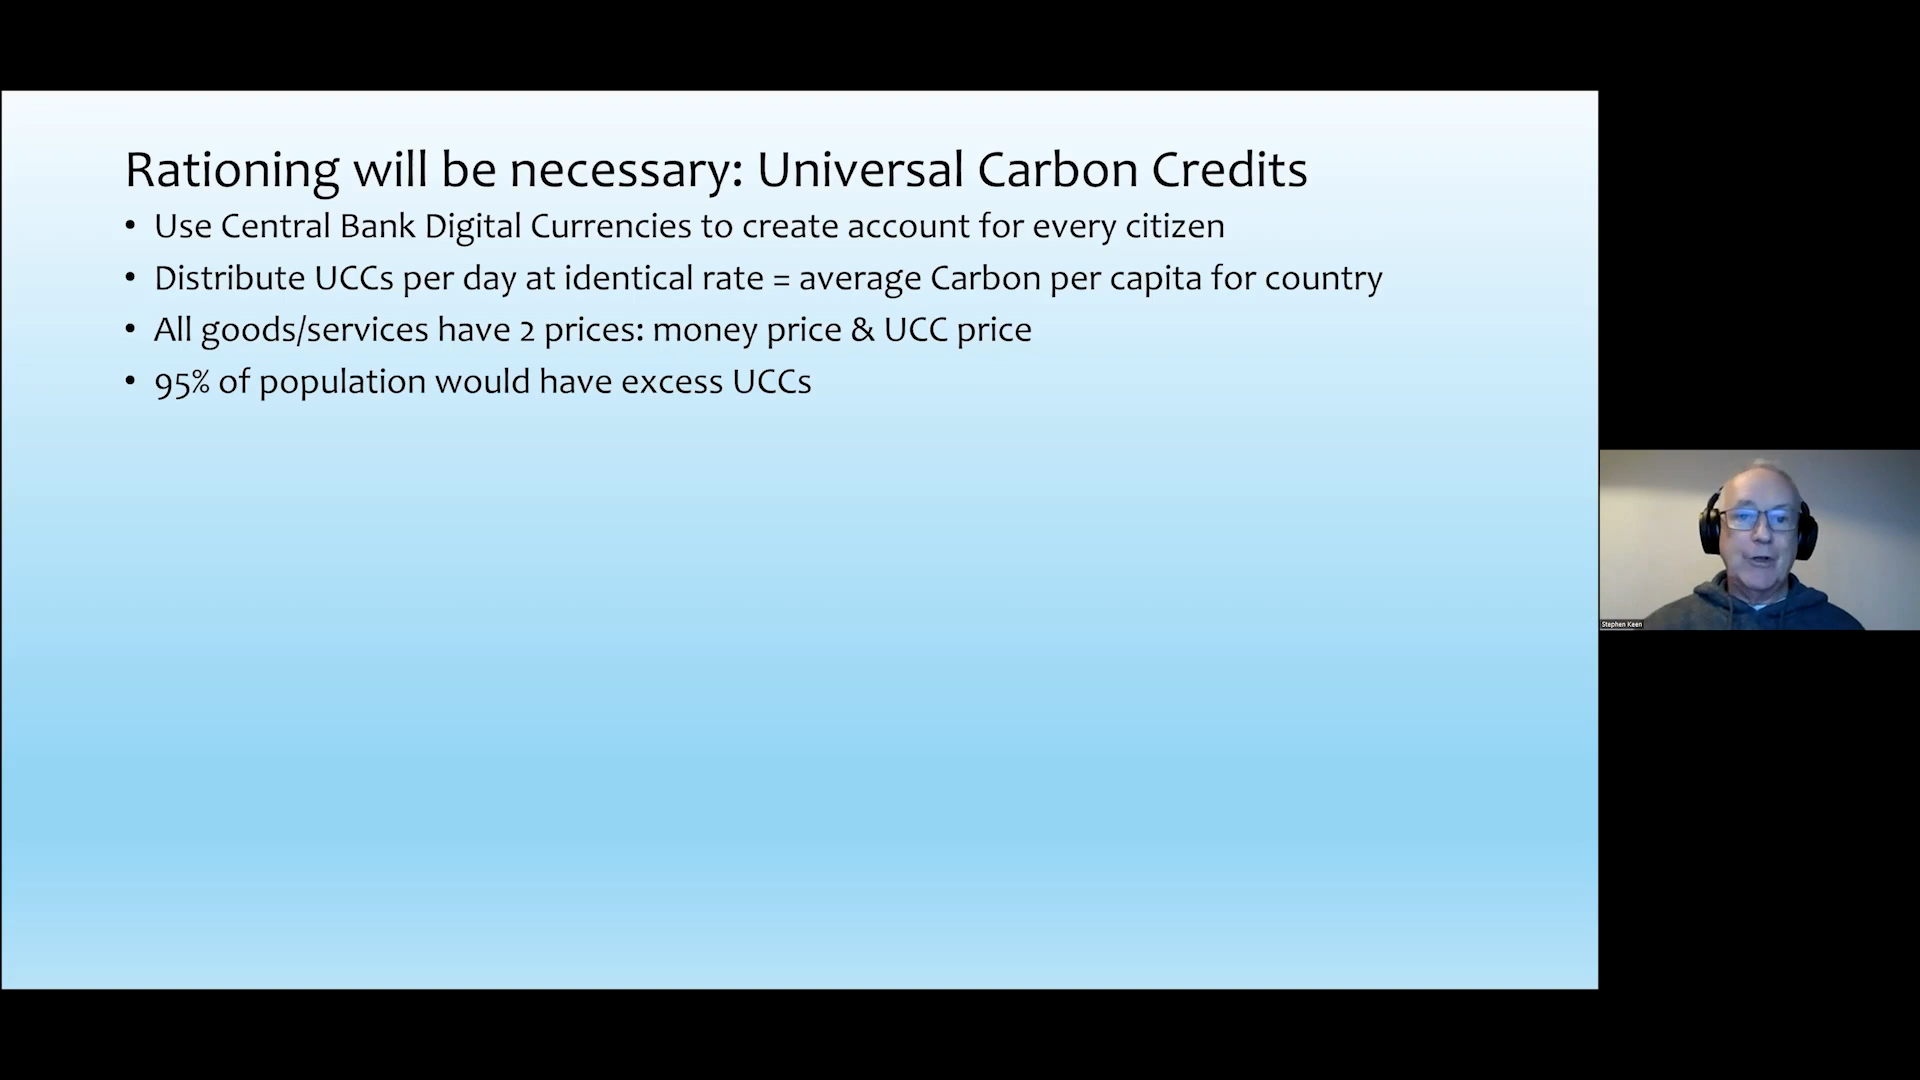 Rationing will be necessary: Universal Carbon Credits
• Use Central Bank Digital Currencies to create account for every citizen
• Distribute UCCs per day at identical rate = average Carbon per capita for country
• All goods/services have 2 prices: money price & UCC price
• 95% of population would have excess UCCs
Stephen Keen